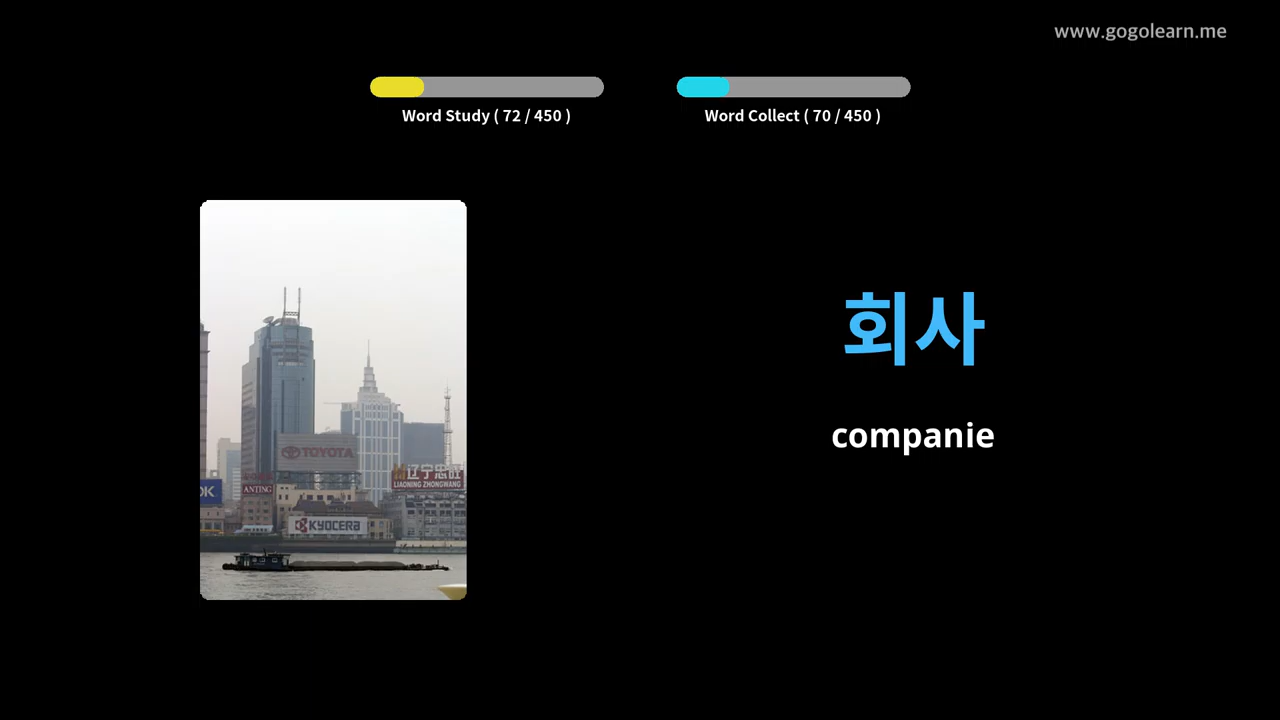 www.gogolearn.me
Word Study ( 72 / 450 )
Word Collect ( 70 / 450 )
회사
companie
TOYOTA
辽宁忠旺
LIAONING ZHONGWANG
OK
ANTING
KYOCERA